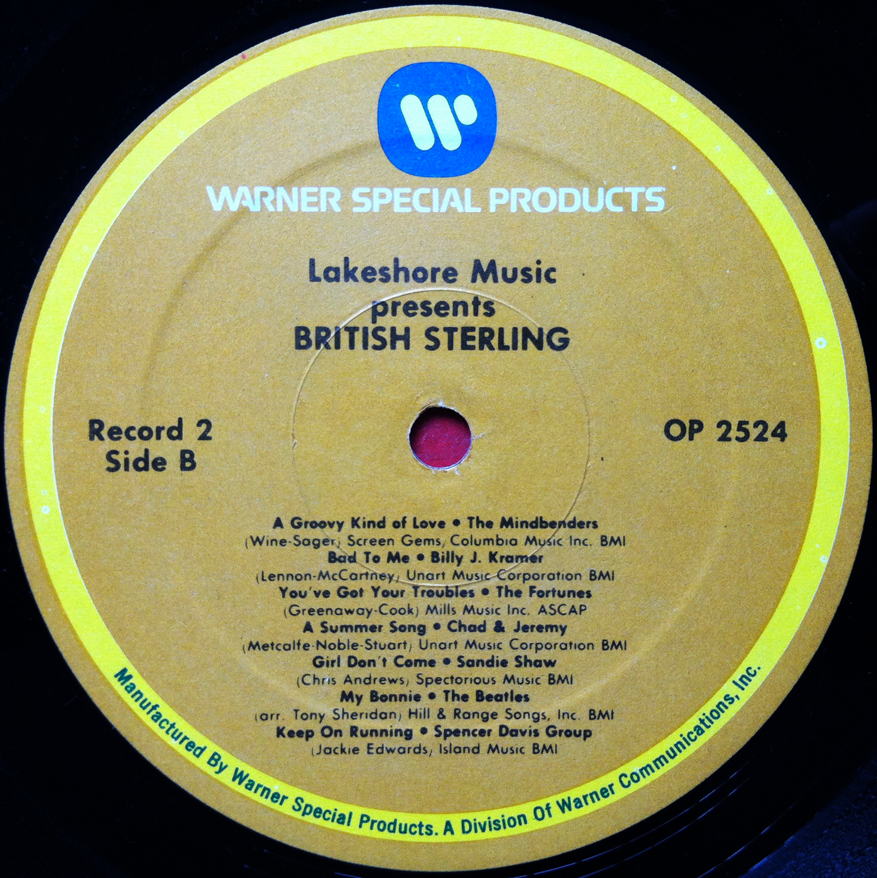 WARNER SPECIAL PRODUCTS
Lakeshore Music
presents
BRITISH STERLING
Record 2
Side B
OP 2524
A Groovy Kind of Love • The Mindbenders
(Wine-Sager) Screen Gems/Columbia Music Inc. BMI
Bad To Me • Billy J. Kramer
(Lennon-McCartney) Unart Music Corporation BMI
You've Got Your Troubles • The Fortunes
(Greenaway-Cook) Mills Music Inc. ASCAP
A Summer Song • Chad & Jeremy
(Metcalfe-Noble-Stuart) Unart Music Corporation BMI
Girl Don't Come • Sandie Shaw
(Chris Andrews) Spectorious Music BMI
My Bonnie • The Beatles
(arr. Tony Sheridan) Hill & Range Songs, Inc. BMI
Keep On Running • Spencer Davis Group
(Jackie Edwards) Island Music BMI
Manufactured By Warner Special Products. A Division Of Warner Communications, Inc.